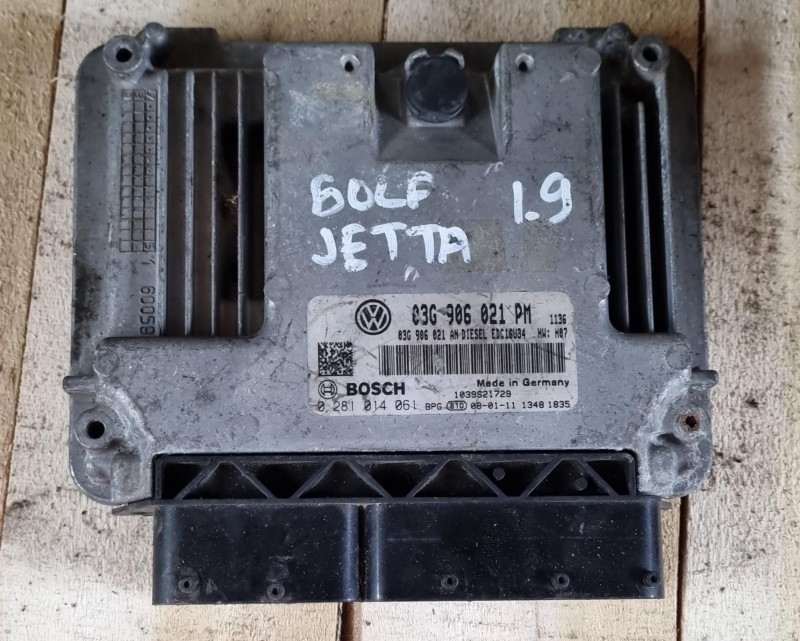 GOLF 1.9
JETTA
03G 906 021 PM 1136
03G 906 021 AN DIESEL EDC16U34 HW: H07
BOSCH Made in Germany
1039S21729
0 281 014 061 BPG 08-01-11 1348 1835